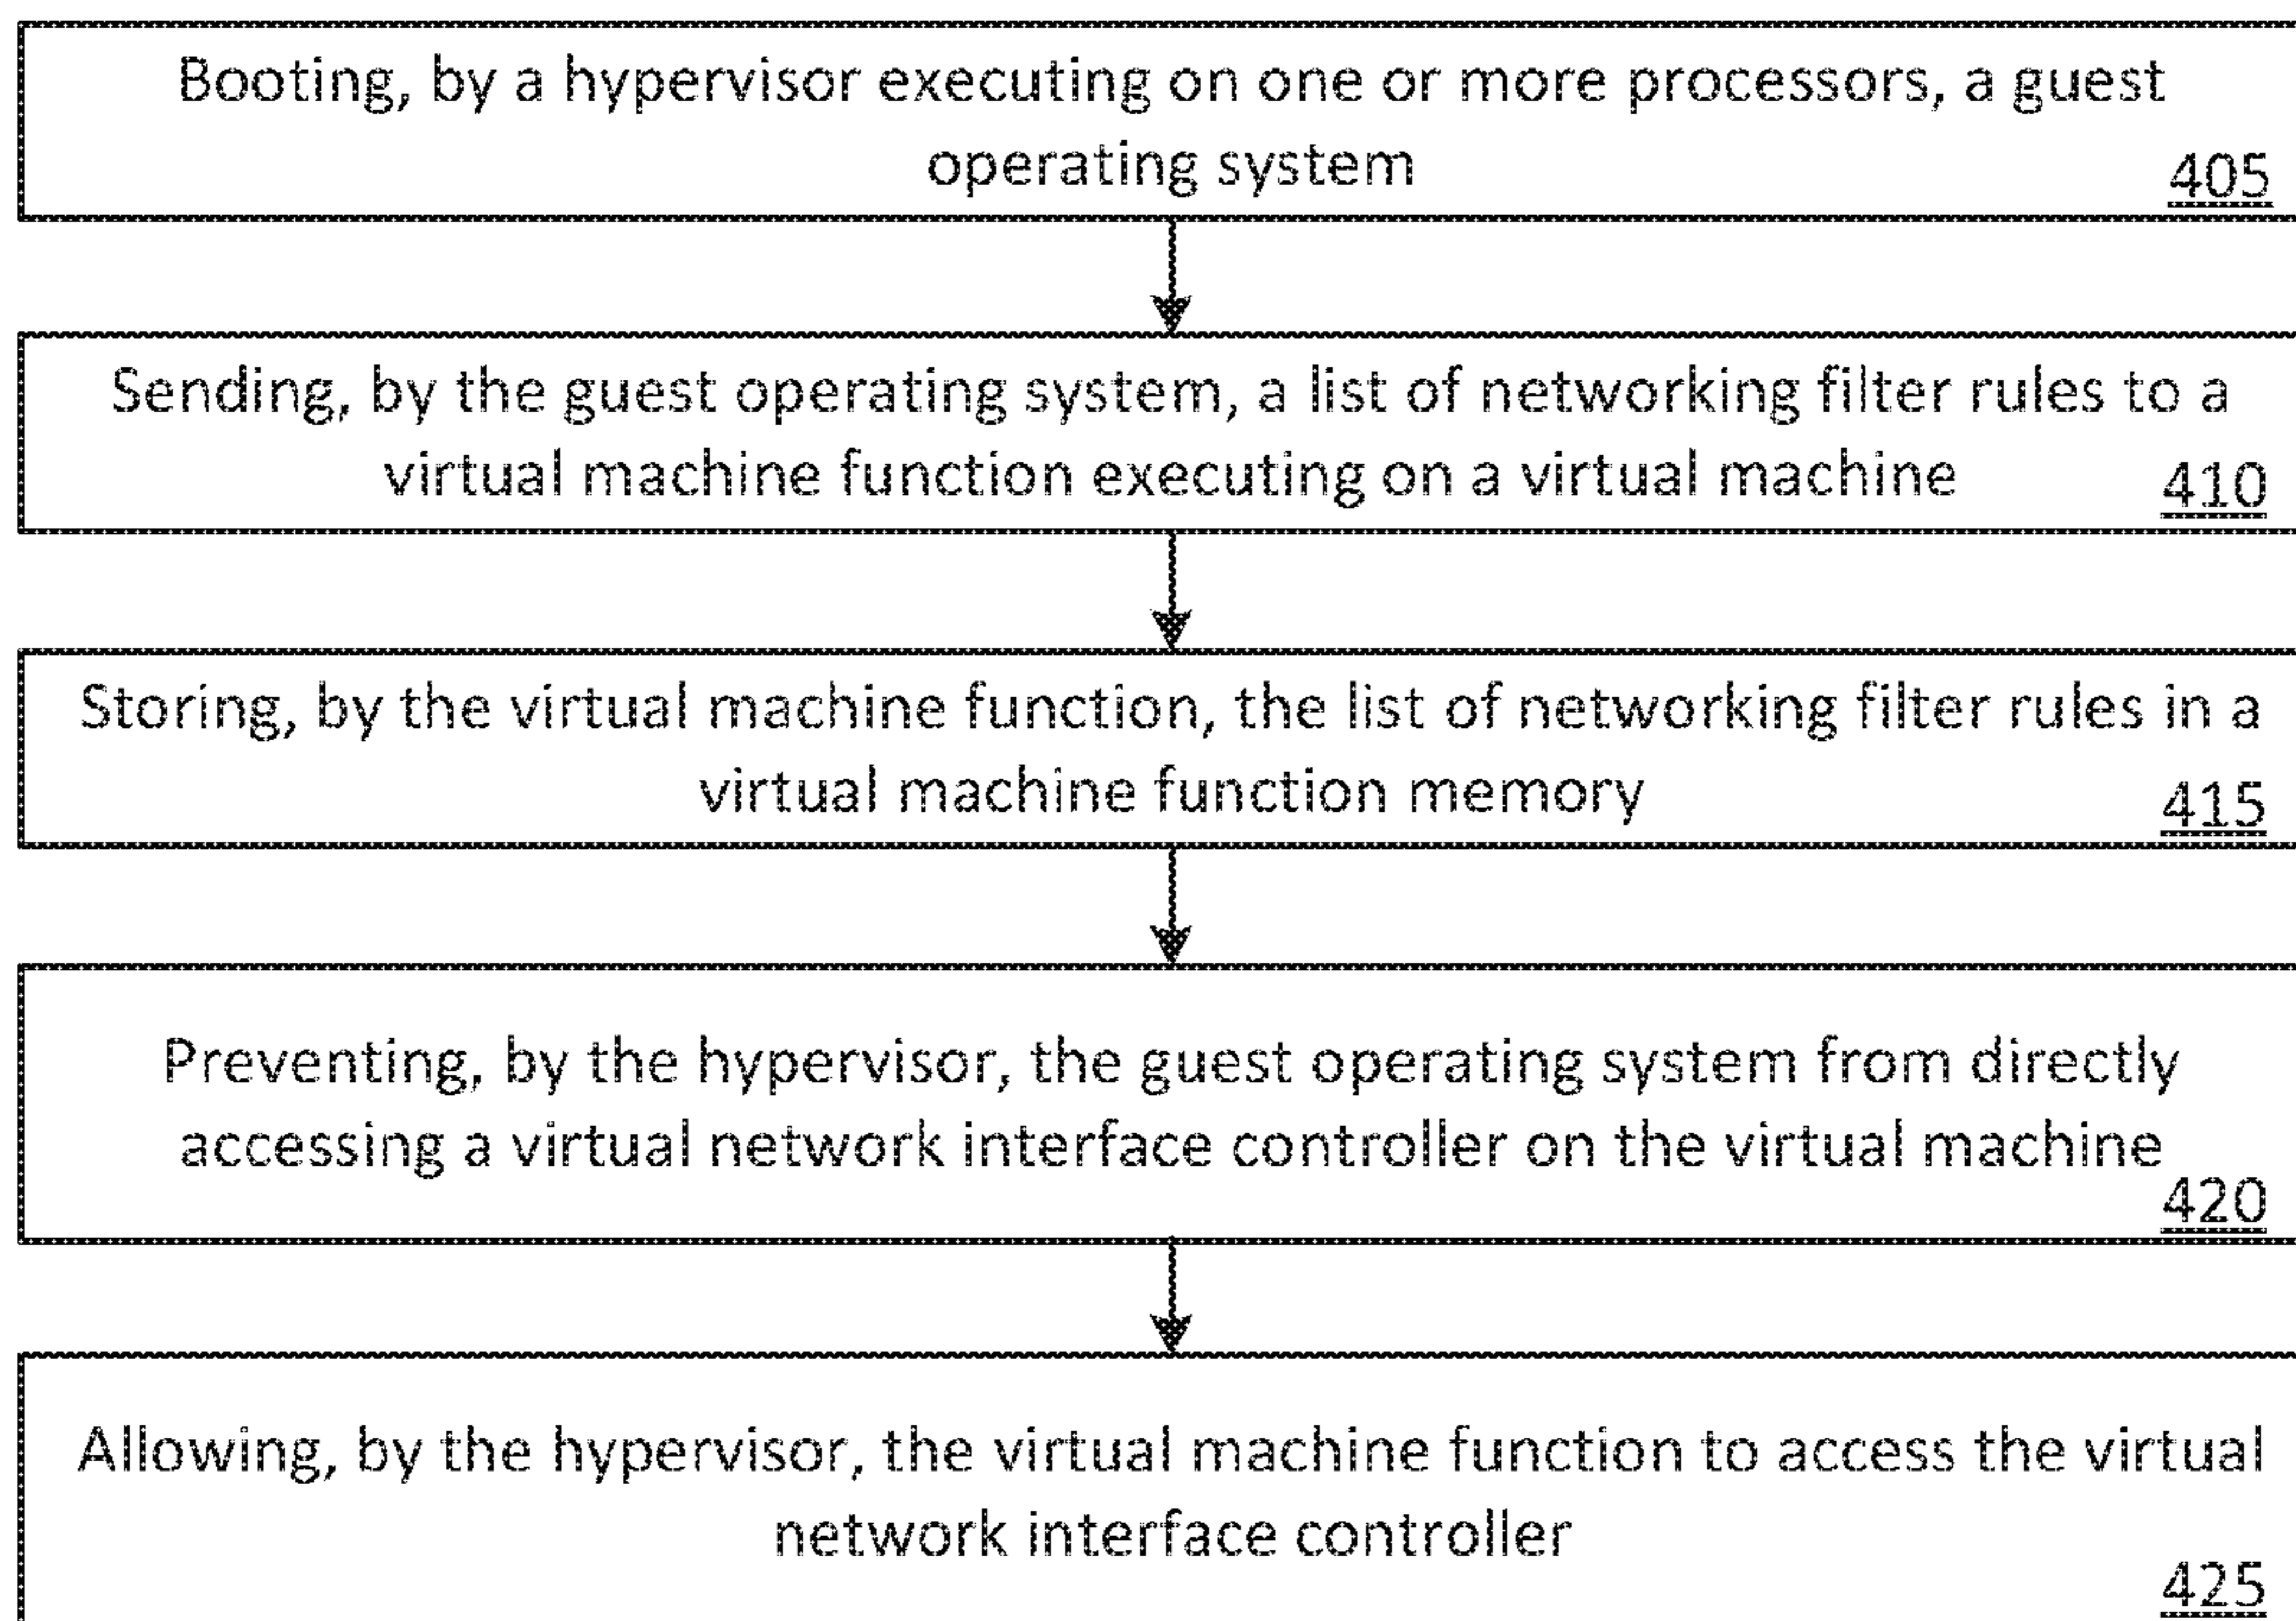 Booting, by a hypervisor executing on one or more processors, a guest
operating system
405
Sending, by the guest operating system, a list of networking filter rules to a
virtual machine function executing on a virtual machine
410
Storing, by the virtual machine function, the list of networking filter rules in a
virtual machine function memory
415
Preventing, by the hypervisor, the guest operating system from directly
accessing a virtual network interface controller on the virtual machine
420
Allowing, by the hypervisor, the virtual machine function to access the virtual
network interface controller
425